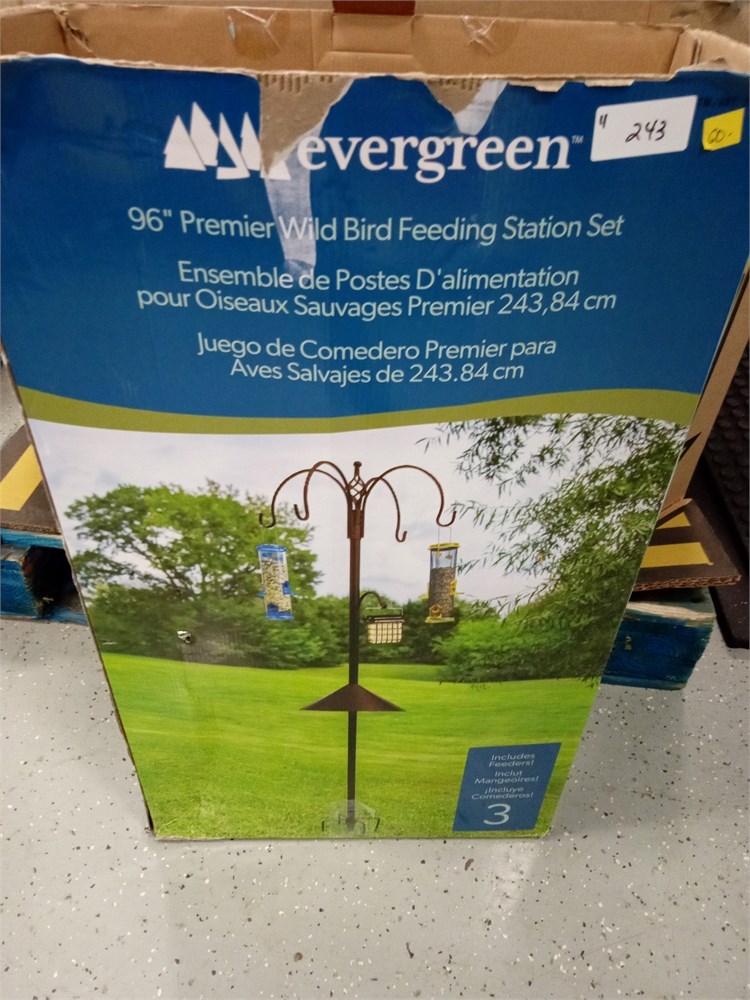 evergreen™
" 243
60.-
96" Premier Wild Bird Feeding Station Set
Ensemble de Postes D'alimentation
pour Oiseaux Sauvages Premier 243,84 cm
Juego de Comedero Premier para
Aves Salvajes de 243.84 cm
Includes
Feeders!
Inclut
Mangeoires!
¡Incluye
Comederos!
3